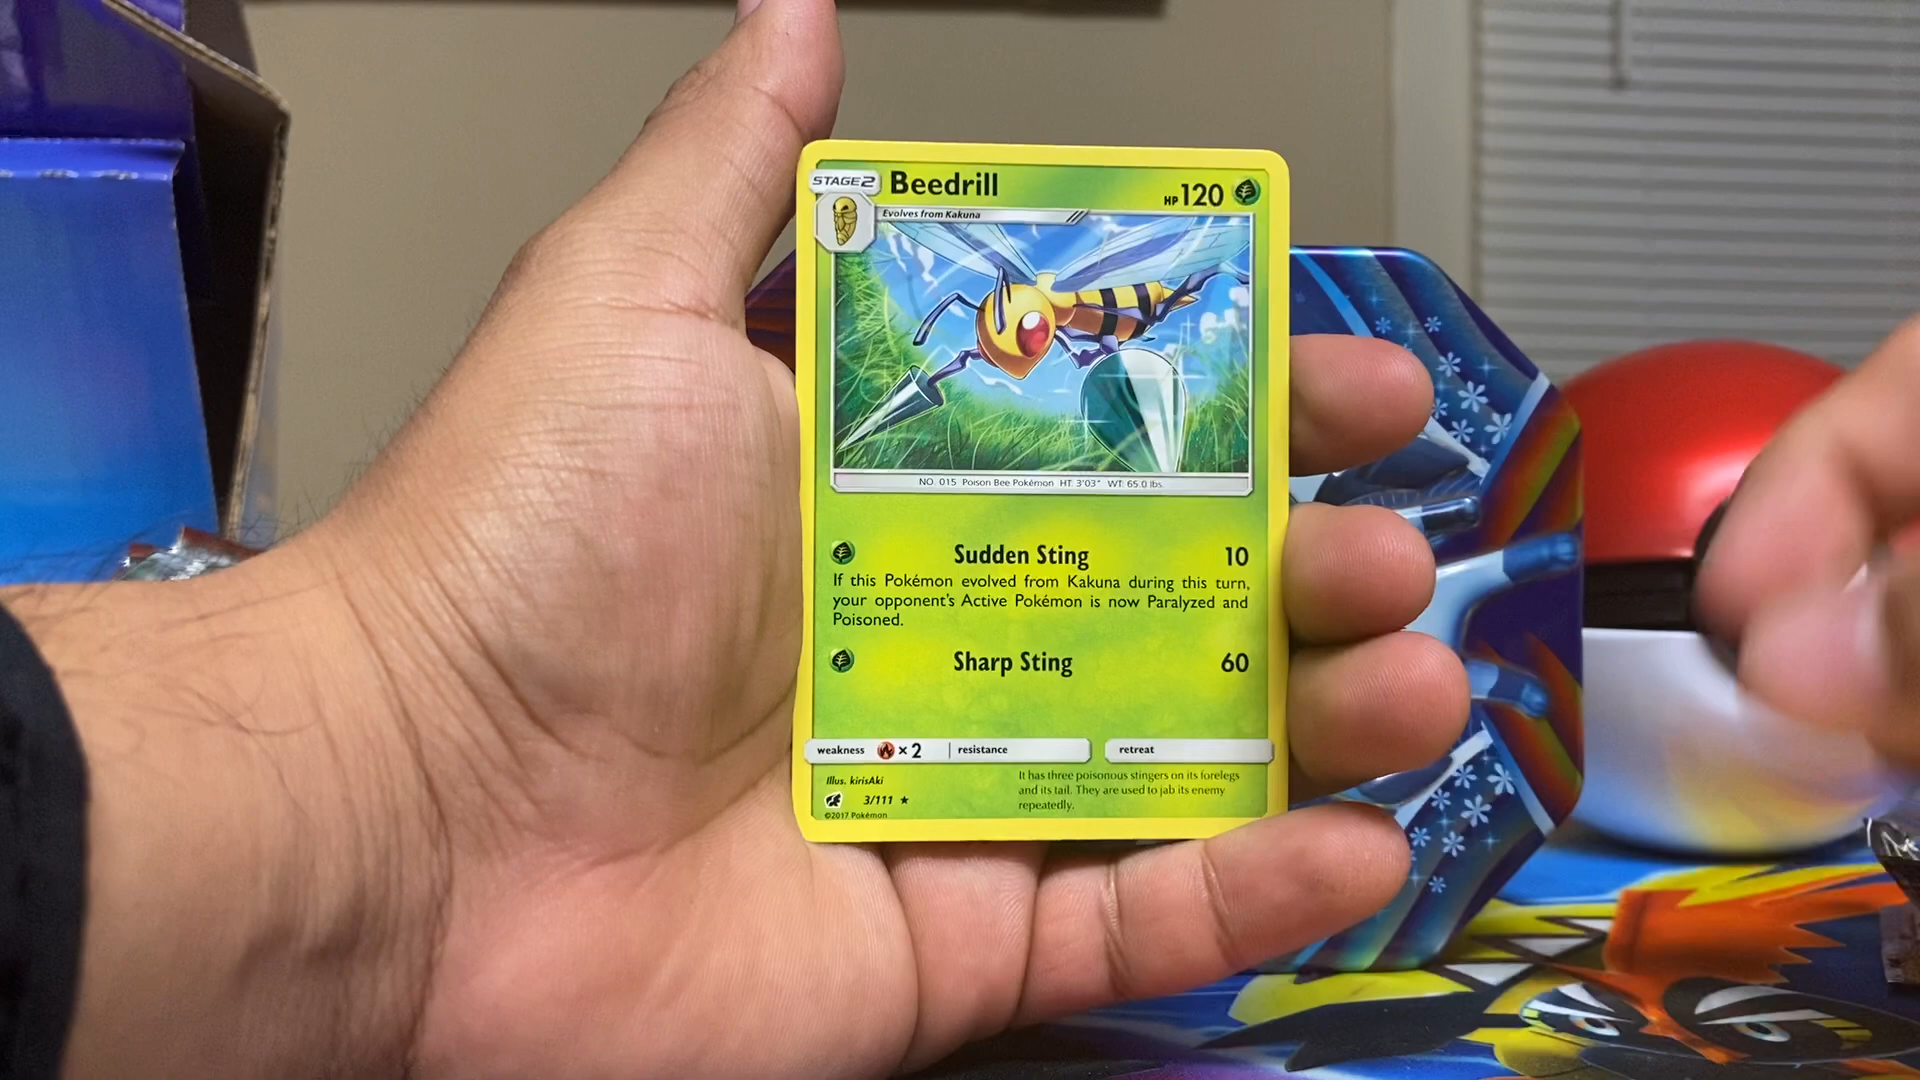 STAGE2 Beedrill HP 120
Evolves from Kakuna
NO. 015 Poison Bee Pokémon HT: 3'03" WT: 65.0 lbs.
Sudden Sting 10
If this Pokémon evolved from Kakuna during this turn,
your opponent's Active Pokémon is now Paralyzed and
Poisoned.
Sharp Sting 60
weakness ×2 resistance retreat
Illus. kirisAki
3/111 ★
©2017 Pokémon
It has three poisonous stingers on its forelegs
and its tail. They are used to jab its enemy
repeatedly.